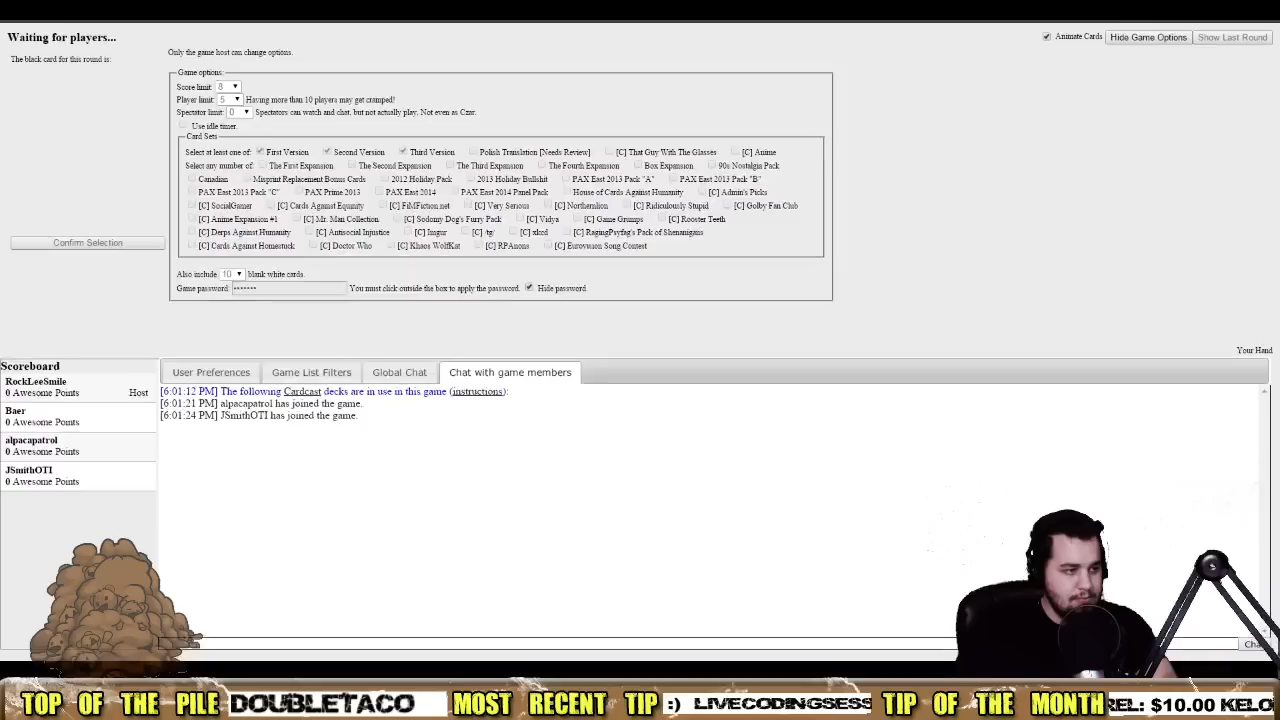 Waiting for players...
Animate Cards Hide Game Options Show Last Round
Only the game host can change options.
The black card for this round is:
Game options:
Score limit: 8
Player limit: 5 Having more than 10 players may get cramped!
Spectator limit: 0 Spectators can watch and chat, but not actually play. Not even as Czar.
Use idle timer.
Card Sets
Select at least one of: First Version Second Version Third Version Polish Translation [Needs Review] [C] That Guy With The Glasses [C] Anime
Select any number of: The First Expansion The Second Expansion The Third Expansion The Fourth Expansion Box Expansion 90s Nostalgia Pack
Canadian Misprint Replacement Bonus Cards 2012 Holiday Pack 2013 Holiday Bullshit PAX East 2013 Pack "A" PAX East 2013 Pack "B"
PAX East 2013 Pack "C" PAX Prime 2013 PAX East 2014 PAX East 2014 Panel Pack House of Cards Against Humanity [C] Admin's Picks
[C] SocialGamer [C] Cards Against Equinity [C] FiMFiction.net [C] Very Serious [C] Northernlion [C] Ridiculously Stupid [C] Golby Fan Club
[C] Anime Expansion #1 [C] Mr. Man Collection [C] Sodomy Dog's Furry Pack [C] Vidya [C] Game Grumps [C] Rooster Teeth
[C] Derps Against Humanity [C] Antisocial Injustice [C] Imgur [C] /tg/ [C] xkcd [C] RagingPsyfag's Pack of Shenanigans
[C] Cards Against Homestuck [C] Doctor Who [C] Khaos WolfKat [C] RPAnons [C] Eurovision Song Contest
Confirm Selection
Also include 10 blank white cards.
Game password: ••••••• You must click outside the box to apply the password. Hide password.
Your Hand
Scoreboard
User Preferences Game List Filters Global Chat Chat with game members
RockLeeSmile
0 Awesome Points Host
Baer
0 Awesome Points
alpacapatrol
0 Awesome Points
JSmithOTI
0 Awesome Points
[6:01:12 PM] The following Cardcast decks are in use in this game (instructions):
[6:01:21 PM] alpacapatrol has joined the game.
[6:01:24 PM] JSmithOTI has joined the game.
TOP OF THE PILE DOUBLETACO MOST RECENT TIP :) LIVECODINGSESS TIP OF THE MONTH REL: $10.00 KELO